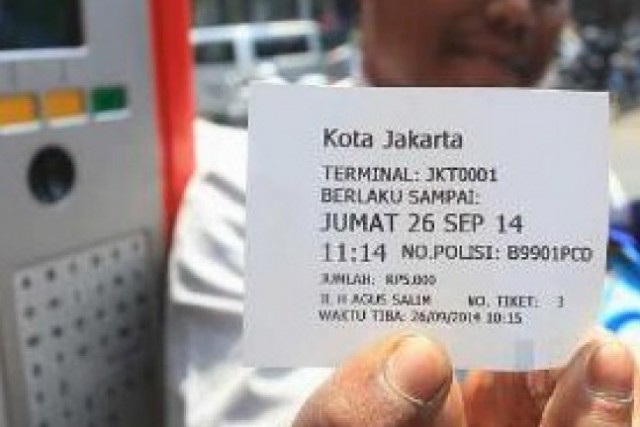 Kota Jakarta
TERMINAL: JKT0001
BERLAKU SAMPAI:
JUMAT 26 SEP 14
11:14 NO.POLISI: B9901PCO
JUMLAH: RP5.000
Jl H AGUS SALIM NO. TIKET: 3
WAKTU TIBA: 26/09/2014 10:15